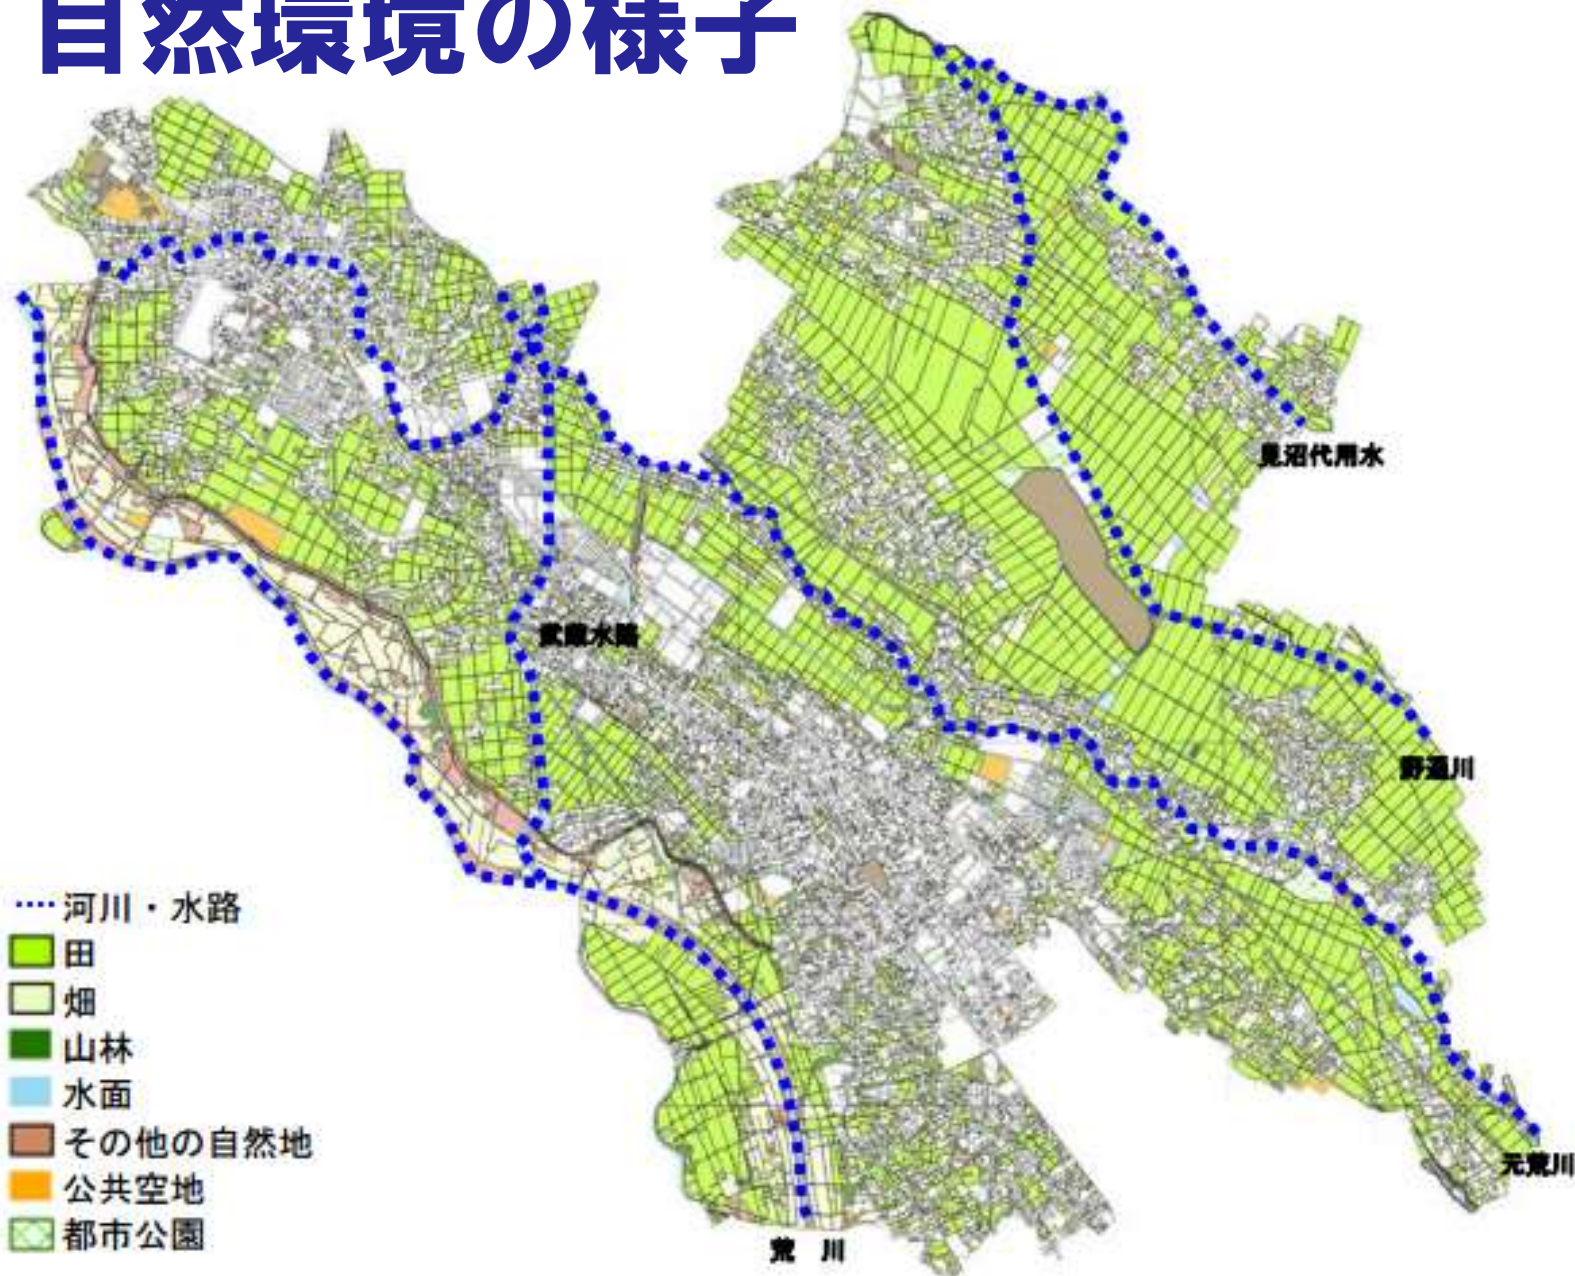 自然環境の様子
見沼代用水
武蔵水路
野通川
元荒川
荒 川
河川・水路
田
畑
山林
水面
その他の自然地
公共空地
都市公園